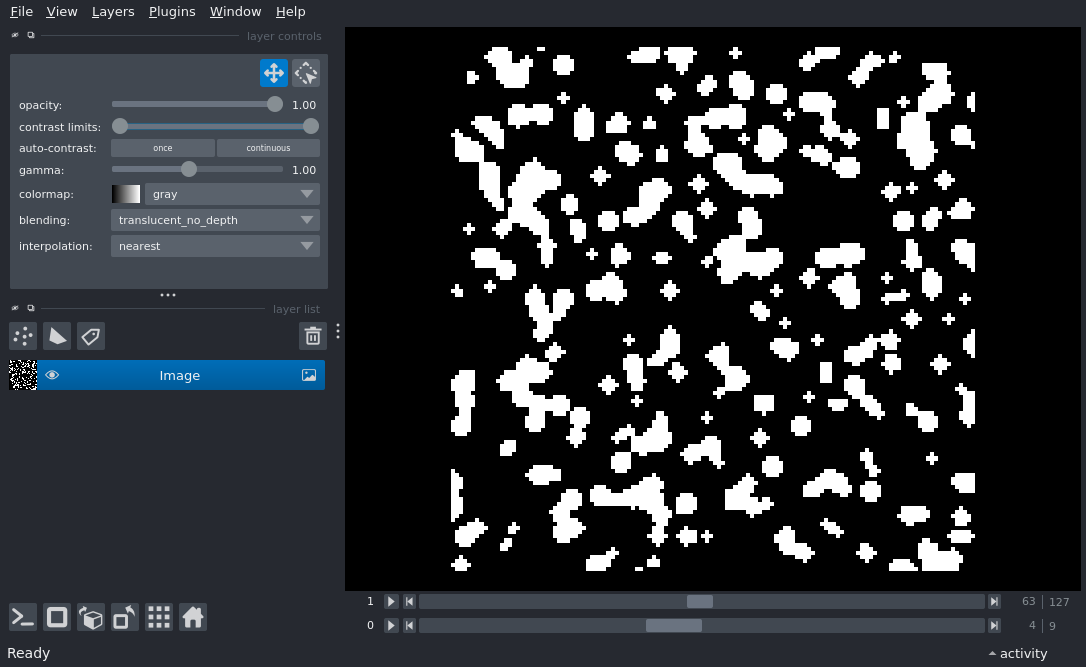 File View Layers Plugins Window Help
layer controls
opacity: 1.00
contrast limits:
auto-contrast: once continuous
gamma: 1.00
colormap: gray
blending: translucent_no_depth
interpolation: nearest
layer list
Image
1 63 127
0 4 9
Ready activity